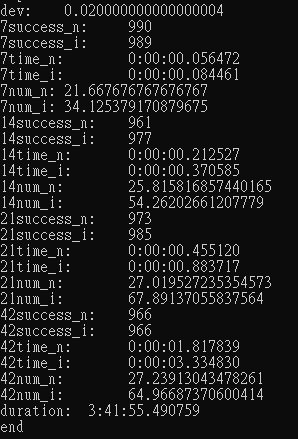 dev:    0.020000000000000004
7success_n:     990
7success_i:     989
7time_n:        0:00:00.056472
7time_i:        0:00:00.084461
7num_n: 21.667676767676767
7num_i: 34.125379170879675
14success_n:    961
14success_i:    977
14time_n:       0:00:00.212527
14time_i:       0:00:00.370585
14num_n:        25.815816857440165
14num_i:        54.26202661207779
21success_n:    973
21success_i:    985
21time_n:       0:00:00.455120
21time_i:       0:00:00.883717
21num_n:        27.019527235354573
21num_i:        67.89137055837564
42success_n:    966
42success_i:    966
42time_n:       0:00:01.817839
42time_i:       0:00:03.334830
42num_n:        27.23913043478261
42num_i:        64.96687370600414
duration:  3:41:55.490759
end